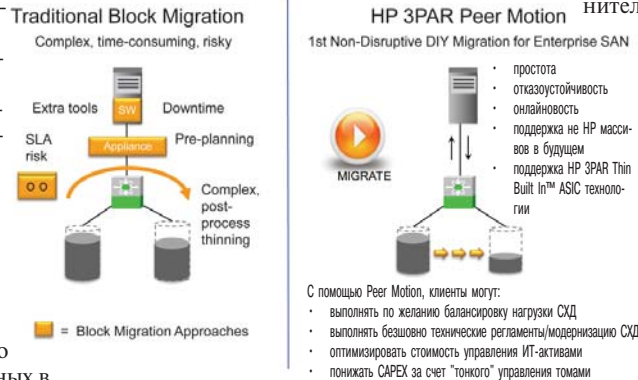 Traditional Block Migration
Complex, time-consuming, risky
Extra tools
SW
Downtime
SLA
risk
Appliance
Pre-planning
Complex,
post-
process
thinning
= Block Migration Approaches
нител
HP 3PAR Peer Motion
1st Non-Disruptive DIY Migration for Enterprise SAN
MIGRATE
· простота
· отказоустойчивость
· онлайновость
· поддержка не HP масси-
вов в будущем
· поддержка HP 3PAR Thin
Built In™ ASIC техноло-
гии
С помощью Peer Motion, клиенты могут:
· выполнять по желанию балансировку нагрузки СХД
· выполнять безшовно технические регламенты/модернизацию СХД
· оптимизировать стоимость управления ИТ-активами
· понижать CAPEX за счет "тонкого" управления томами
о
ных в